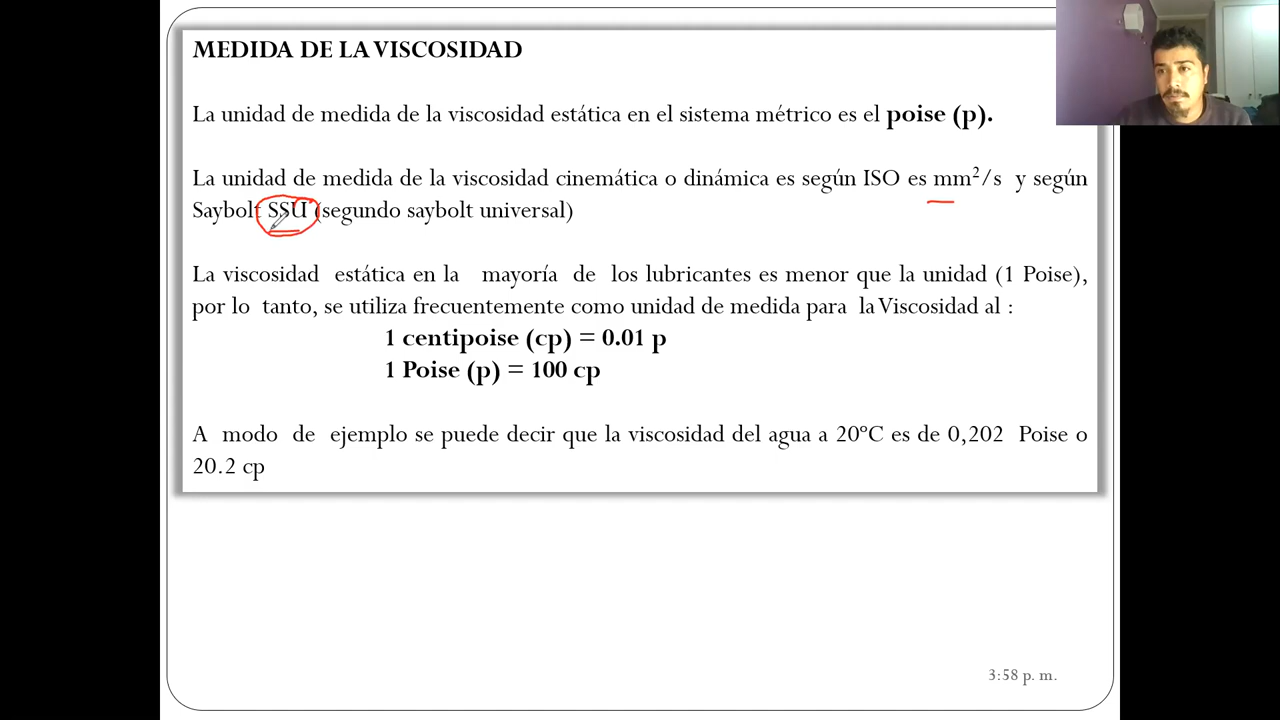 MEDIDA DE LA VISCOSIDAD
La unidad de medida de la viscosidad estática en el sistema métrico es el poise (p).
La unidad de medida de la viscosidad cinemática o dinámica es según ISO es mm²/s y según
Saybolt SSU (segundo saybolt universal)
La viscosidad estática en la mayoría de los lubricantes es menor que la unidad (1 Poise),
por lo tanto, se utiliza frecuentemente como unidad de medida para la Viscosidad al :
1 centipoise (cp) = 0.01 p
1 Poise (p) = 100 cp
A modo de ejemplo se puede decir que la viscosidad del agua a 20°C es de 0,202 Poise o
20.2 cp
3:58 p. m.